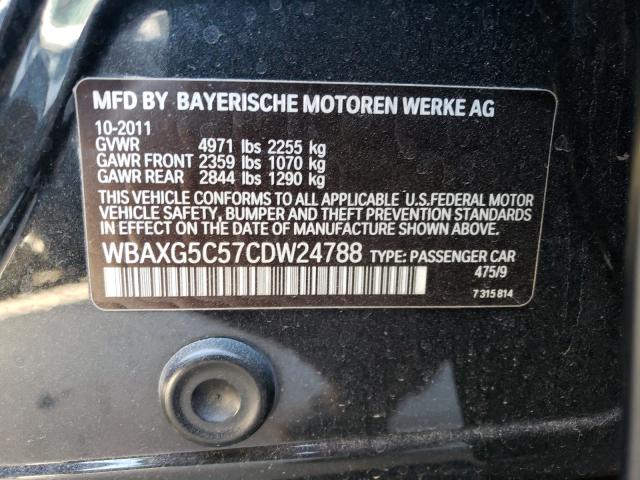 MFD BY BAYERISCHE MOTOREN WERKE AG
10-2011
GVWR 4971 lbs 2255 kg
GAWR FRONT 2359 lbs 1070 kg
GAWR REAR 2844 lbs 1290 kg
THIS VEHICLE CONFORMS TO ALL APPLICABLE U.S.FEDERAL MOTOR
VEHICLE SAFETY, BUMPER AND THEFT PREVENTION STANDARDS
IN EFFECT ON THE DATE OF MANUFACTURE SHOWN ABOVE.
WBAXG5C57CDW24788 TYPE: PASSENGER CAR
475/9
7 315 814